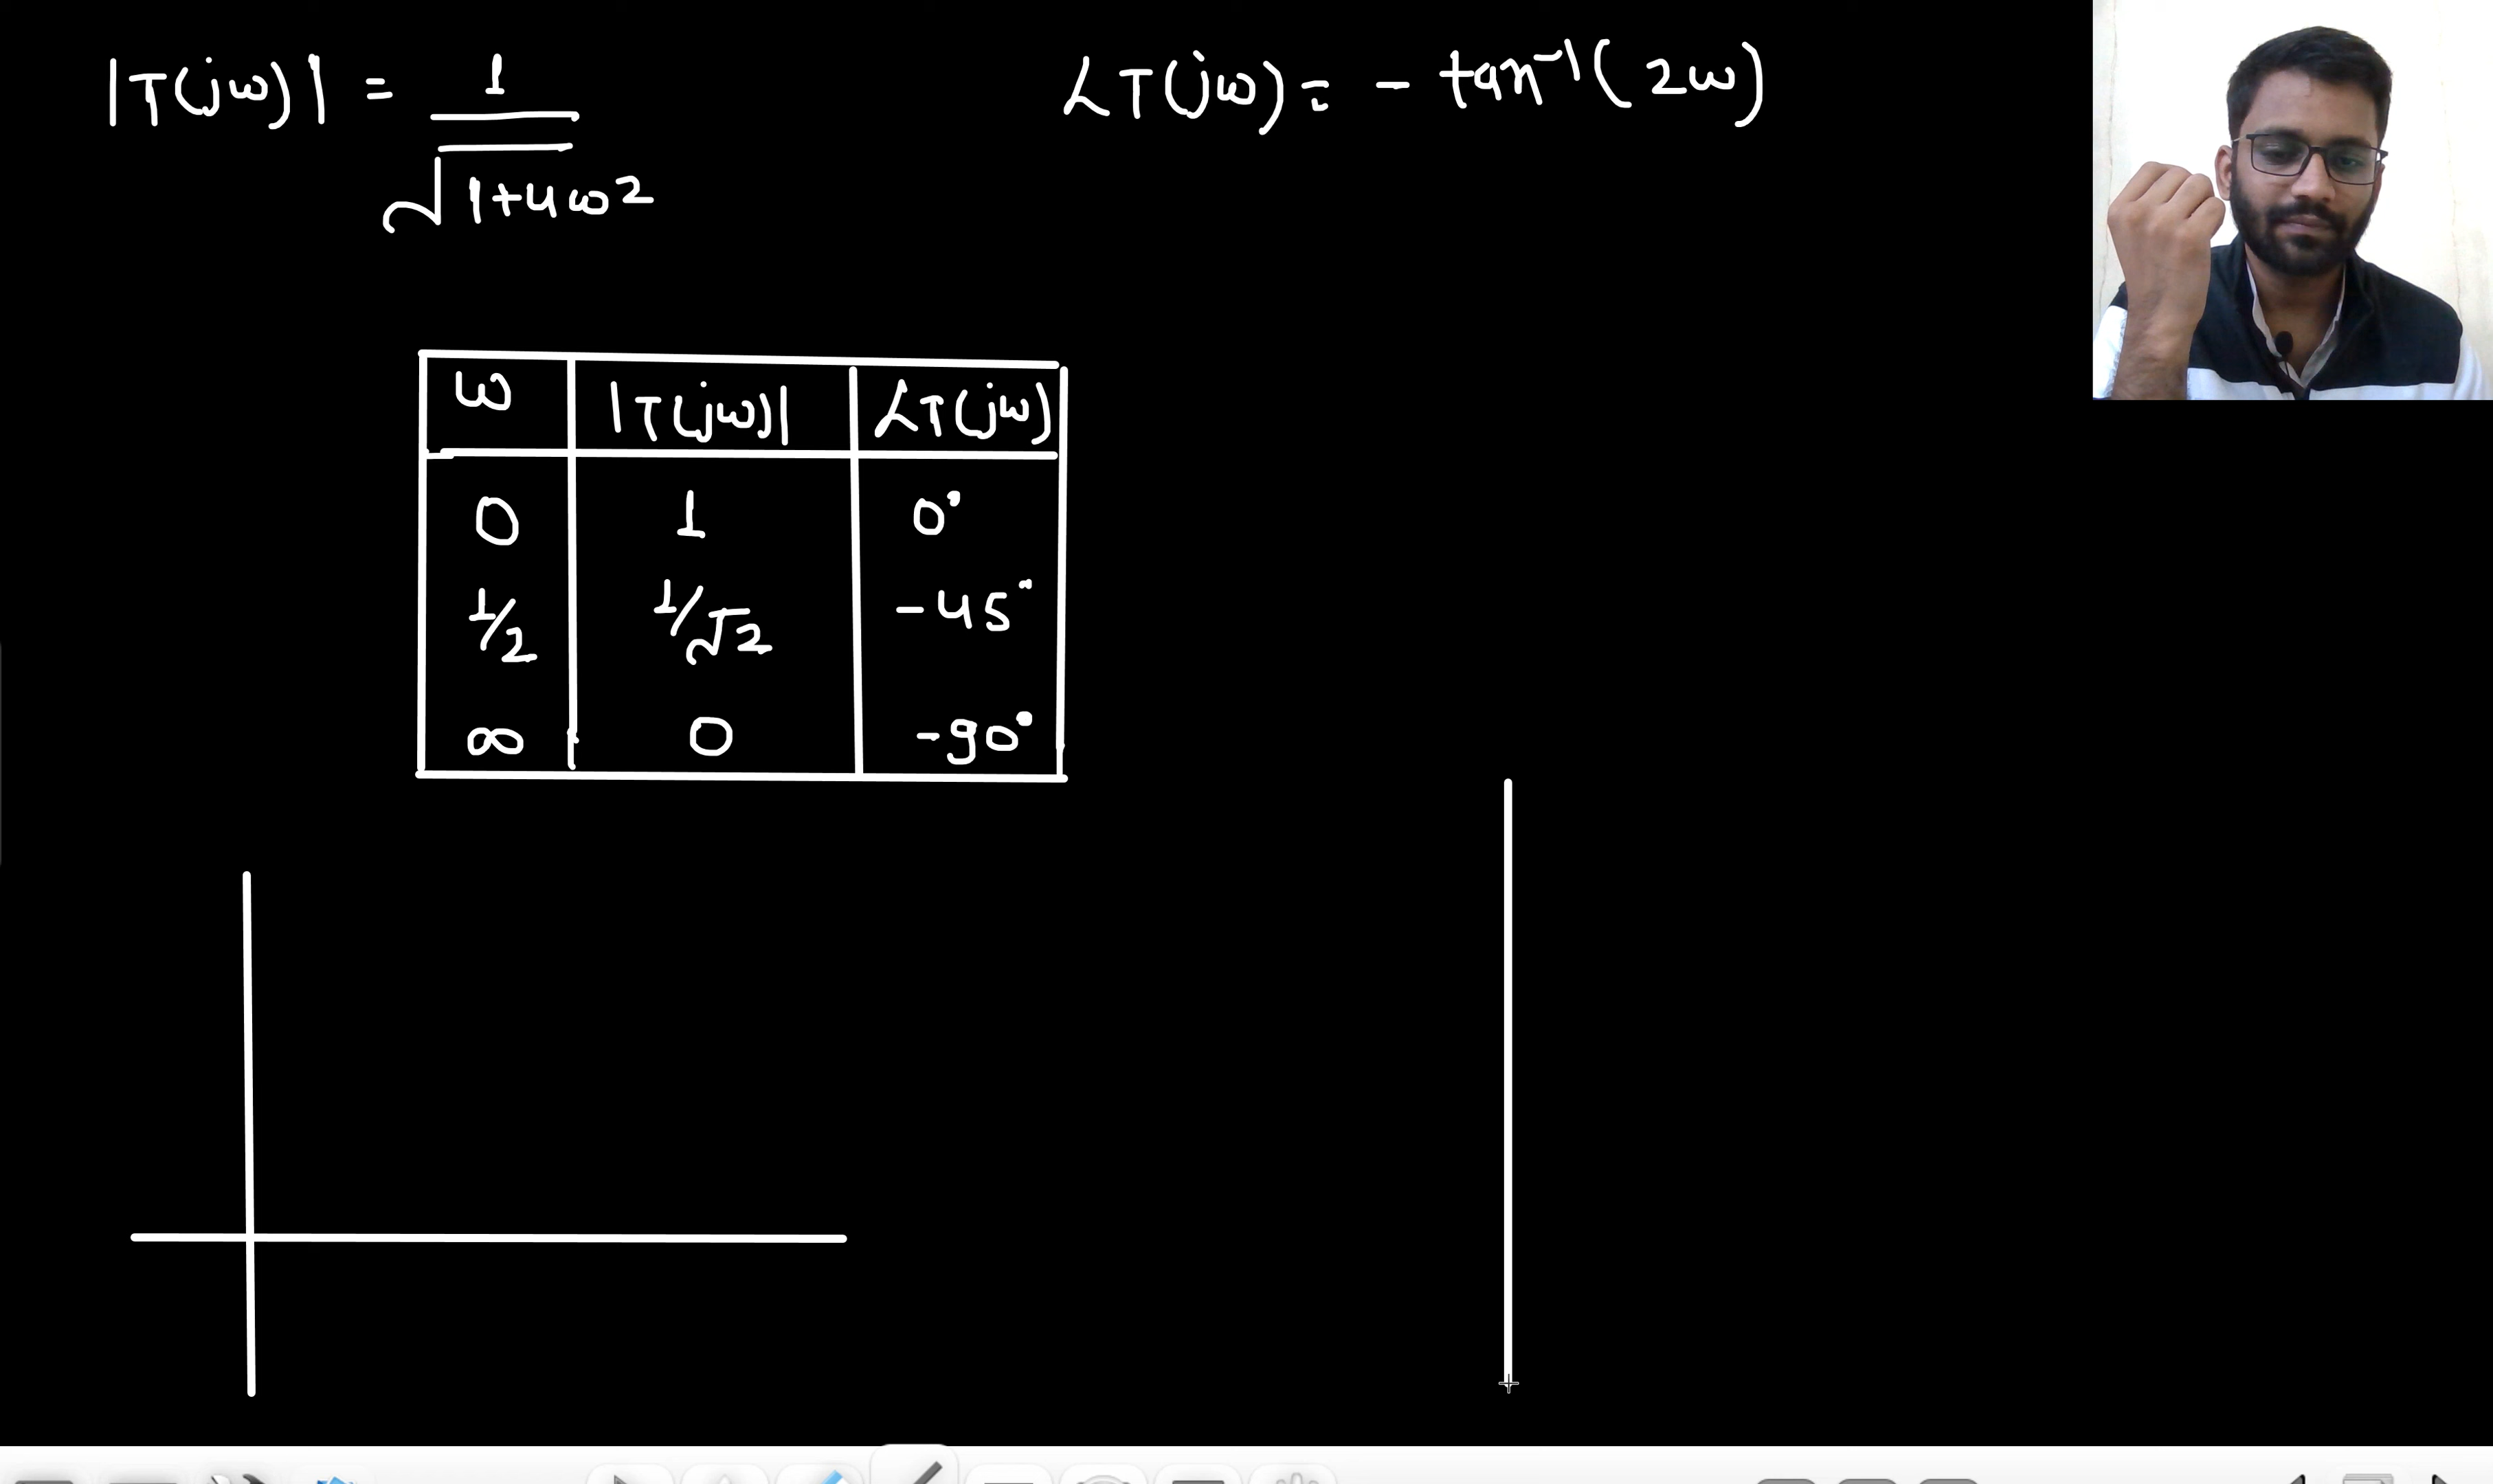 |T(jω)| = 1/√(1+4ω²)
∠T(jω) = - tan⁻¹(2ω)
ω |T(jω)| ∠T(jω)
0 1 0°
1/2 1/√2 -45°
∞ 0 -90°